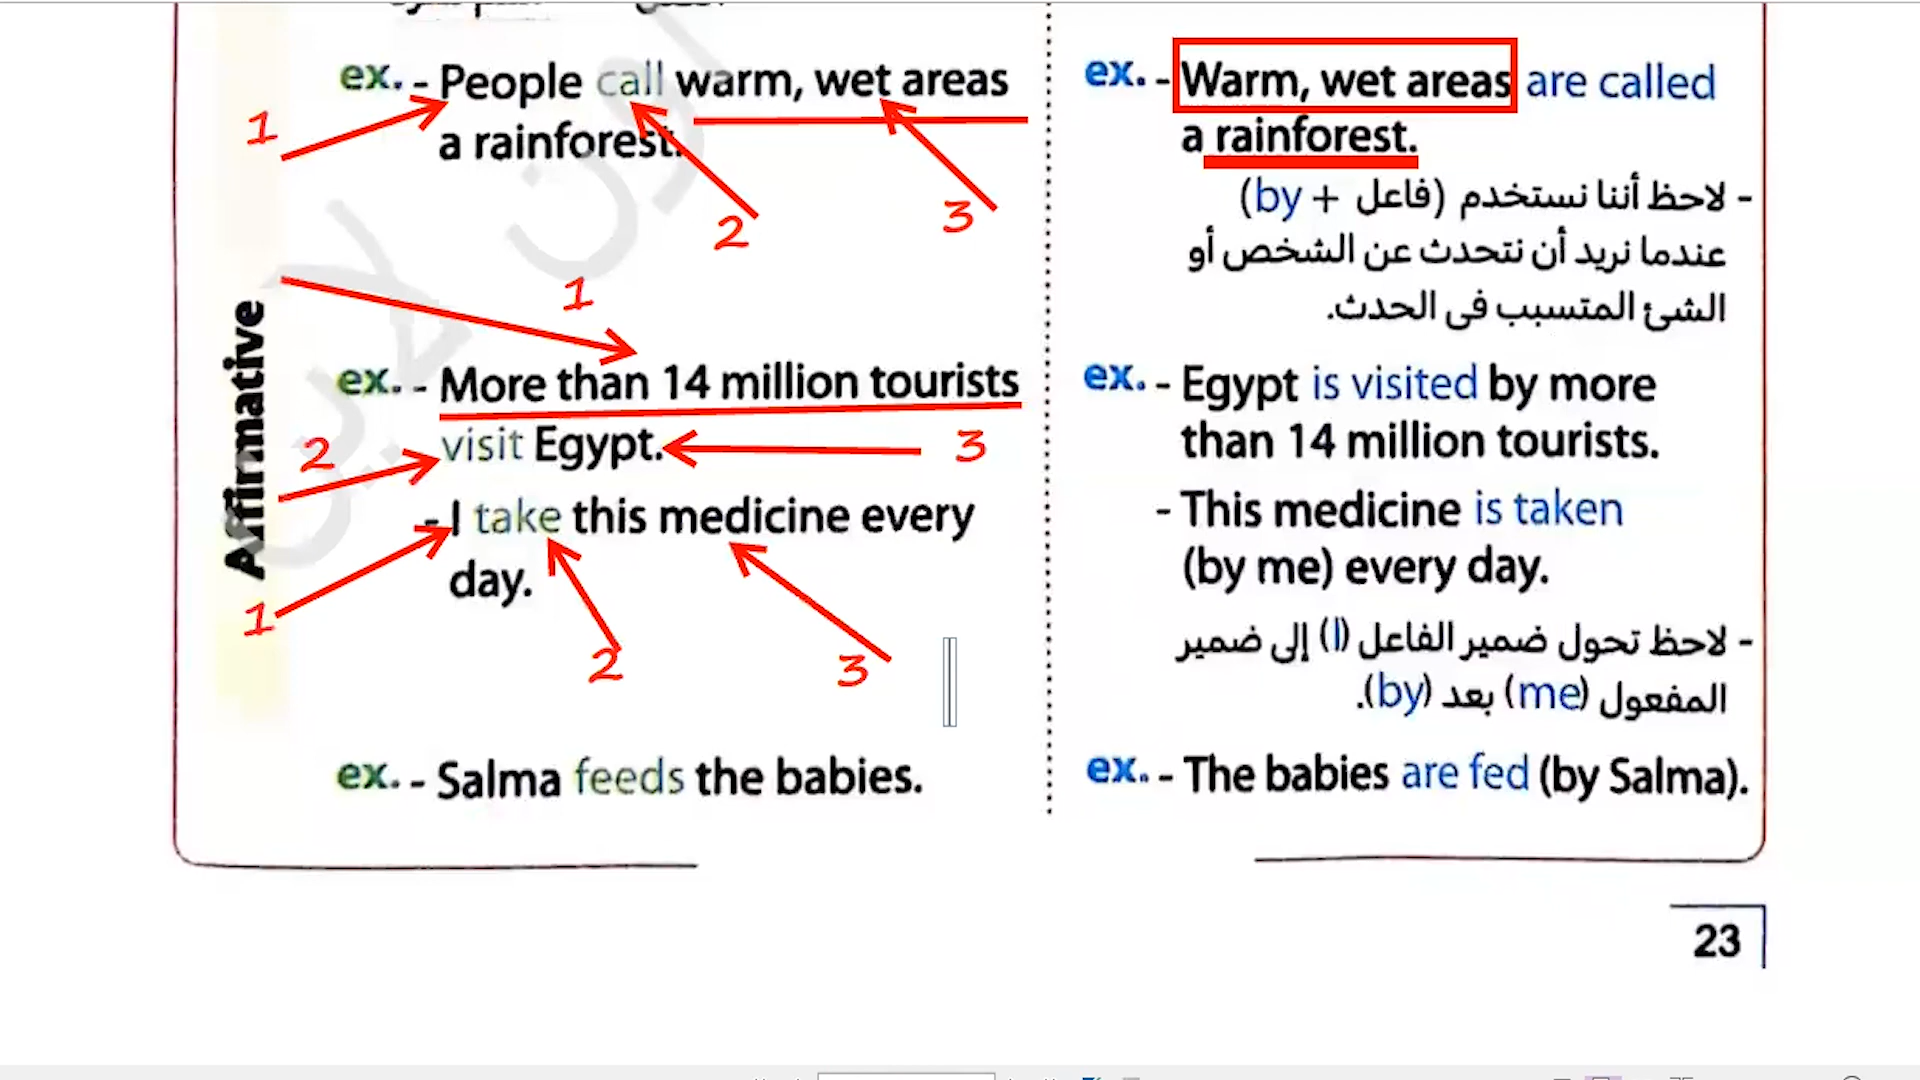 ex. - People call warm, wet areas
a rainforest.
1
2
3
1
ex. - More than 14 million tourists
visit Egypt.
2
3
- I take this medicine every
day.
1
2
3
ex. - Salma feeds the babies.
Affirmative
ex. - Warm, wet areas are called
a rainforest.
- لاحظ أننا نستخدم (فاعل + by)
عندما نريد أن نتحدث عن الشخص أو
الشئ المتسبب فى الحدث.
ex. - Egypt is visited by more
than 14 million tourists.
- This medicine is taken
(by me) every day.
- لاحظ تحول ضمير الفاعل (I) إلى ضمير
المفعول (me) بعد (by).
ex. - The babies are fed (by Salma).
23